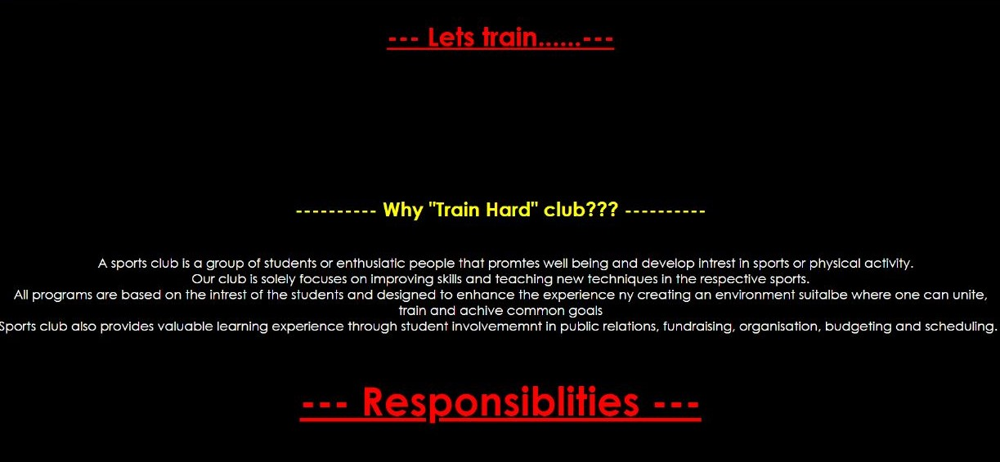 --- Lets train......---
---------- Why "Train Hard" club??? ----------
A sports club is a group of students or enthusiatic people that promtes well being and develop intrest in sports or physical activity.
Our club is solely focuses on improving skills and teaching new techniques in the respective sports.
All programs are based on the intrest of the students and designed to enhance the experience ny creating an environment suitalbe where one can unite,
train and achive common goals
Sports club also provides valuable learning experience through student involvememnt in public relations, fundraising, organisation, budgeting and scheduling.
--- Responsiblities ---